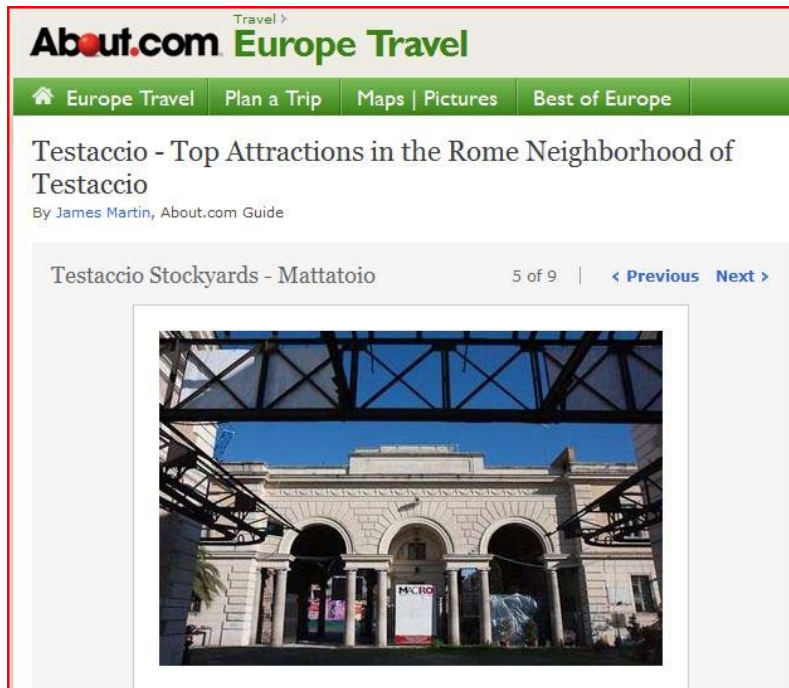 Travel >
About.com Europe Travel
Europe Travel Plan a Trip Maps | Pictures Best of Europe
Testaccio - Top Attractions in the Rome Neighborhood of
Testaccio
By James Martin, About.com Guide
Testaccio Stockyards - Mattatoio 5 of 9 | < Previous Next >
MACRO